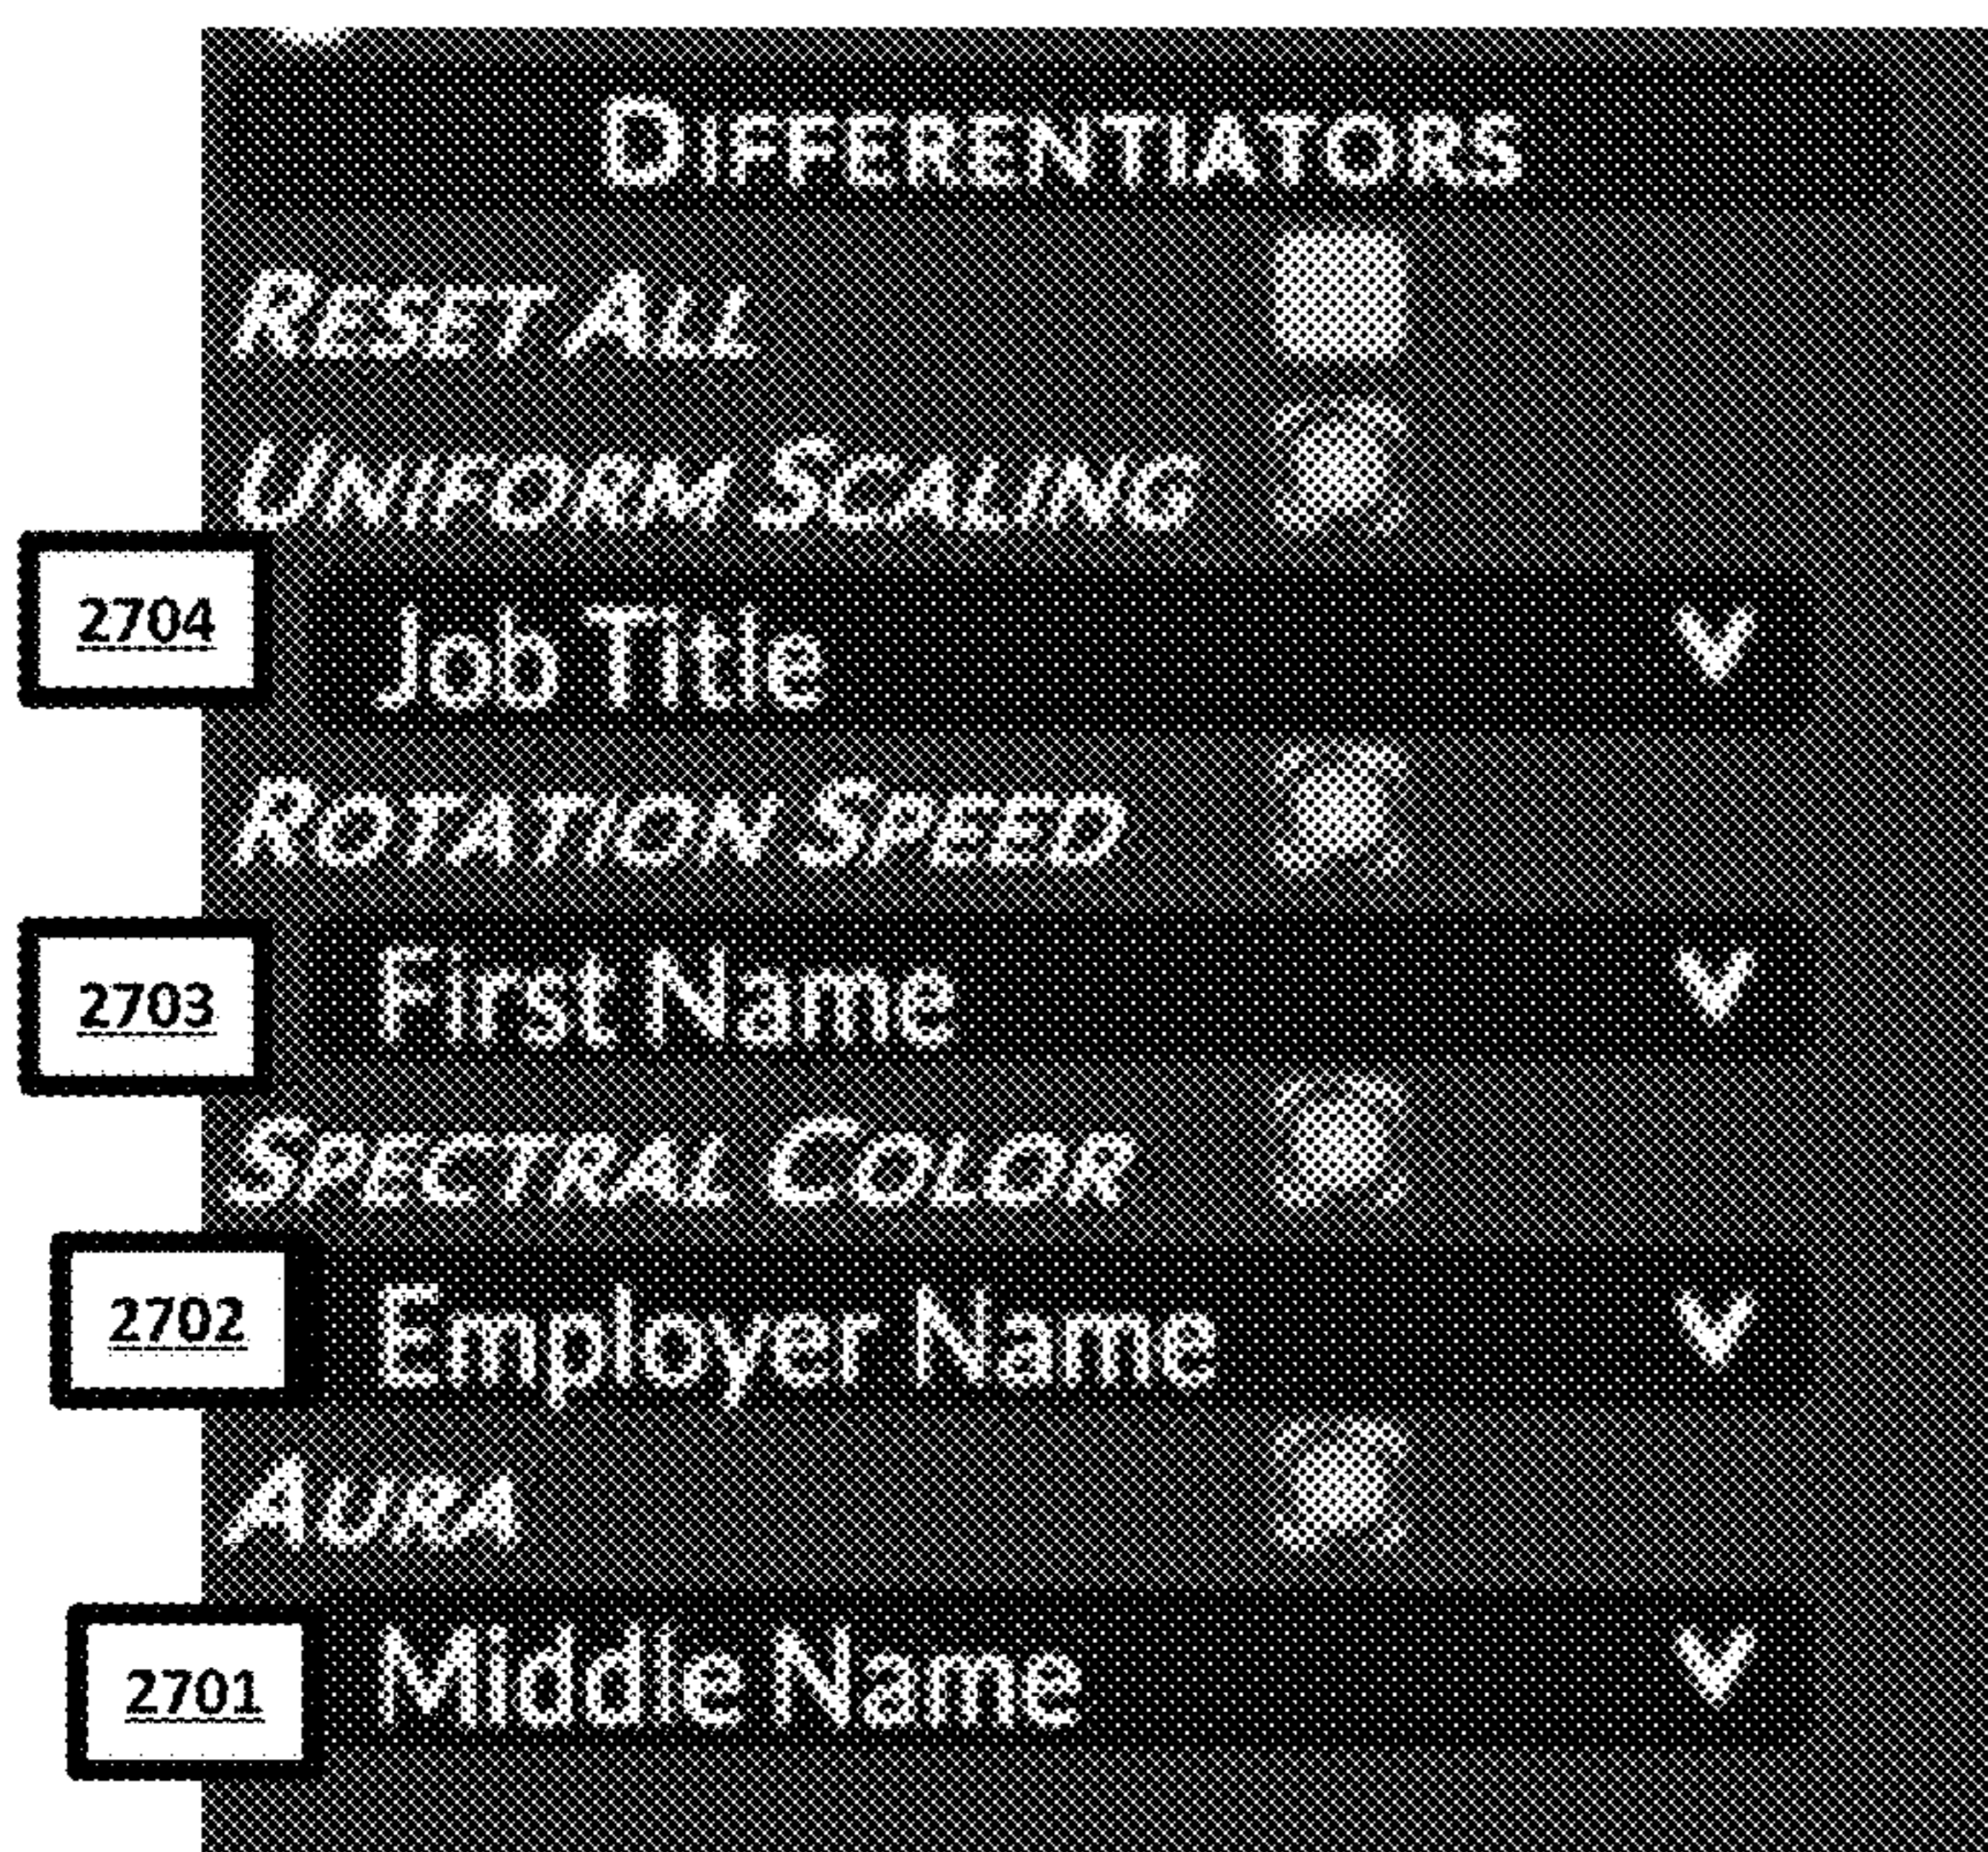 DIFFERENTIATORS
RESET ALL
UNIFORM SCALING
2704 Job Title
ROTATION SPEED
2703 First Name
SPECTRAL COLOR
2702 Employer Name
AURA
2701 Middle Name